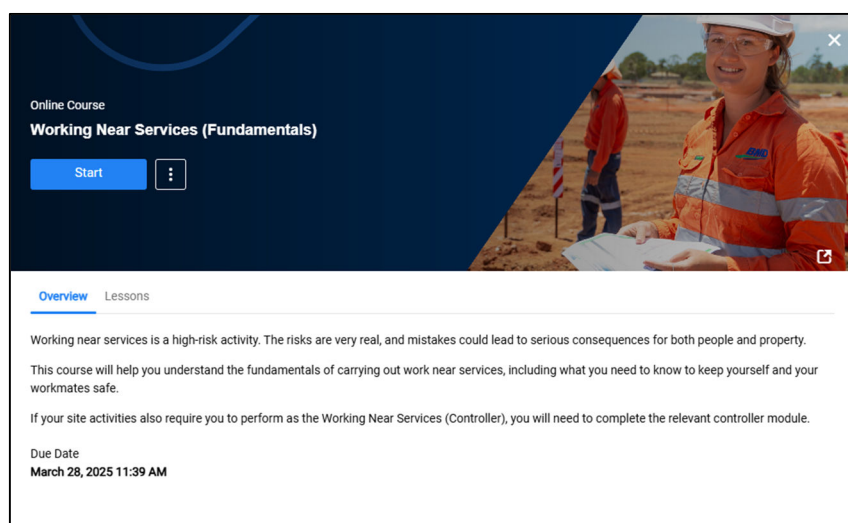 Online Course
Working Near Services (Fundamentals)
Start
BMD
Overview Lessons
Working near services is a high-risk activity. The risks are very real, and mistakes could lead to serious consequences for both people and property.
This course will help you understand the fundamentals of carrying out work near services, including what you need to know to keep yourself and your
workmates safe.
If your site activities also require you to perform as the Working Near Services (Controller), you will need to complete the relevant controller module.
Due Date
March 28, 2025 11:39 AM